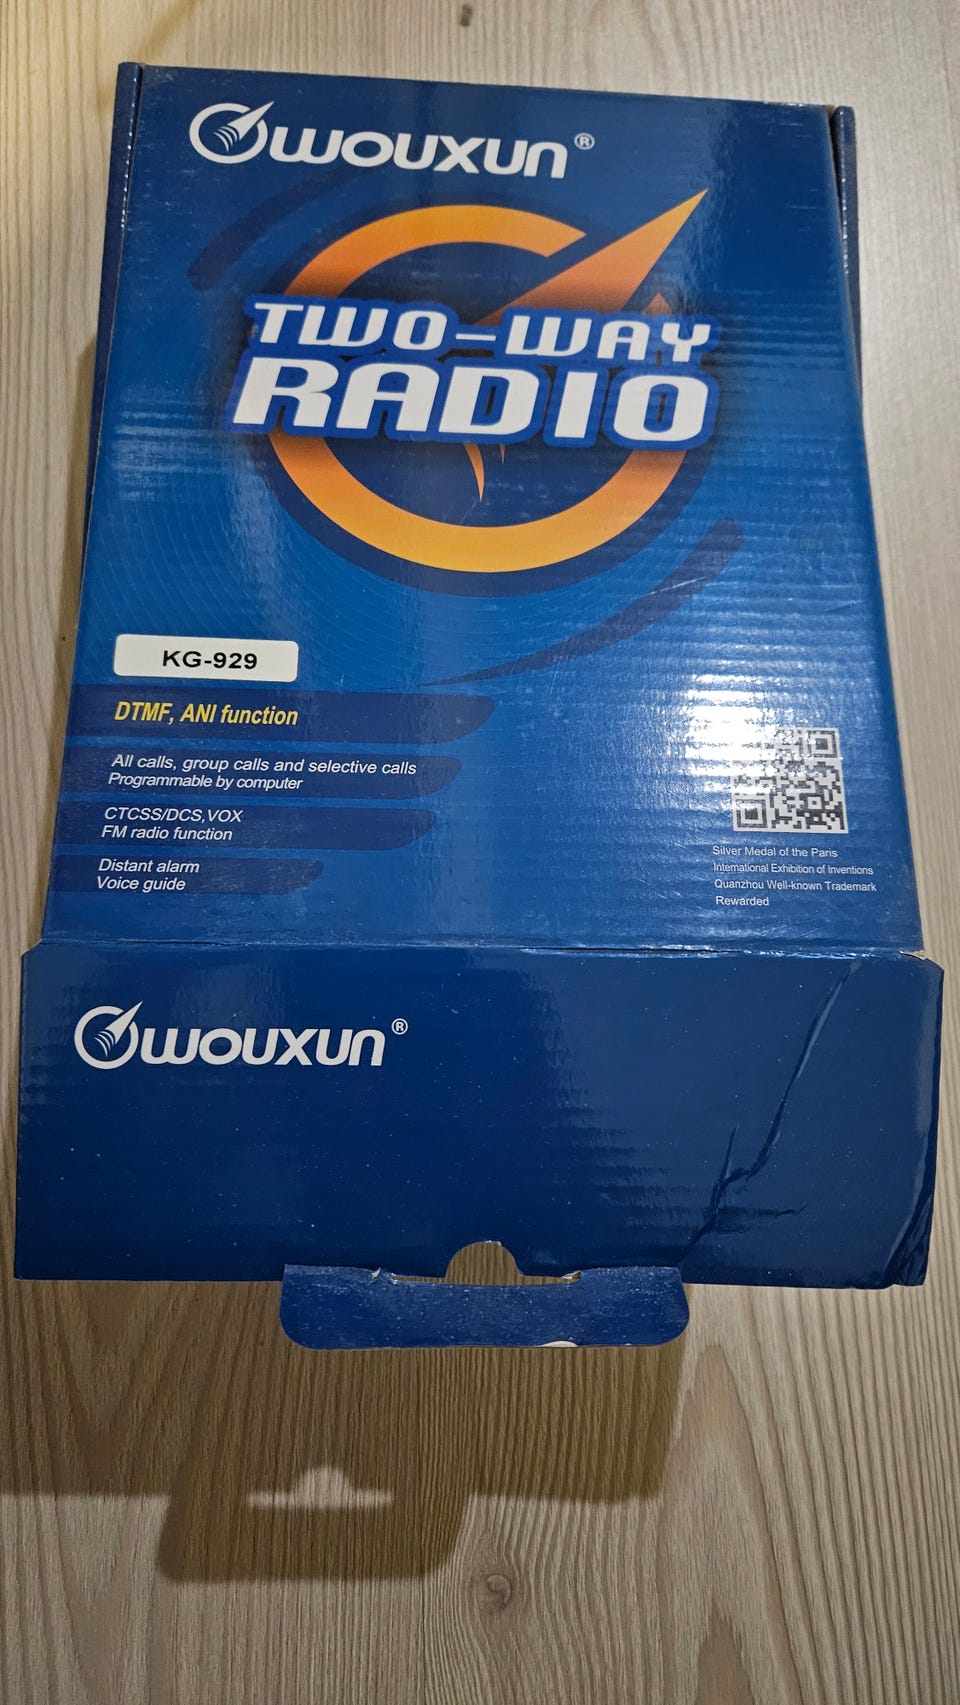 WOUXUN®
TWO-WAY
RADIO
KG-929
DTMF, ANI function
All calls, group calls and selective calls
Programmable by computer
CTCSS/DCS,VOX
FM radio function
Distant alarm
Voice guide
Silver Medal of the Paris
International Exhibition of Inventions
Quanzhou Well-known Trademark
Rewarded
WOUXUN®